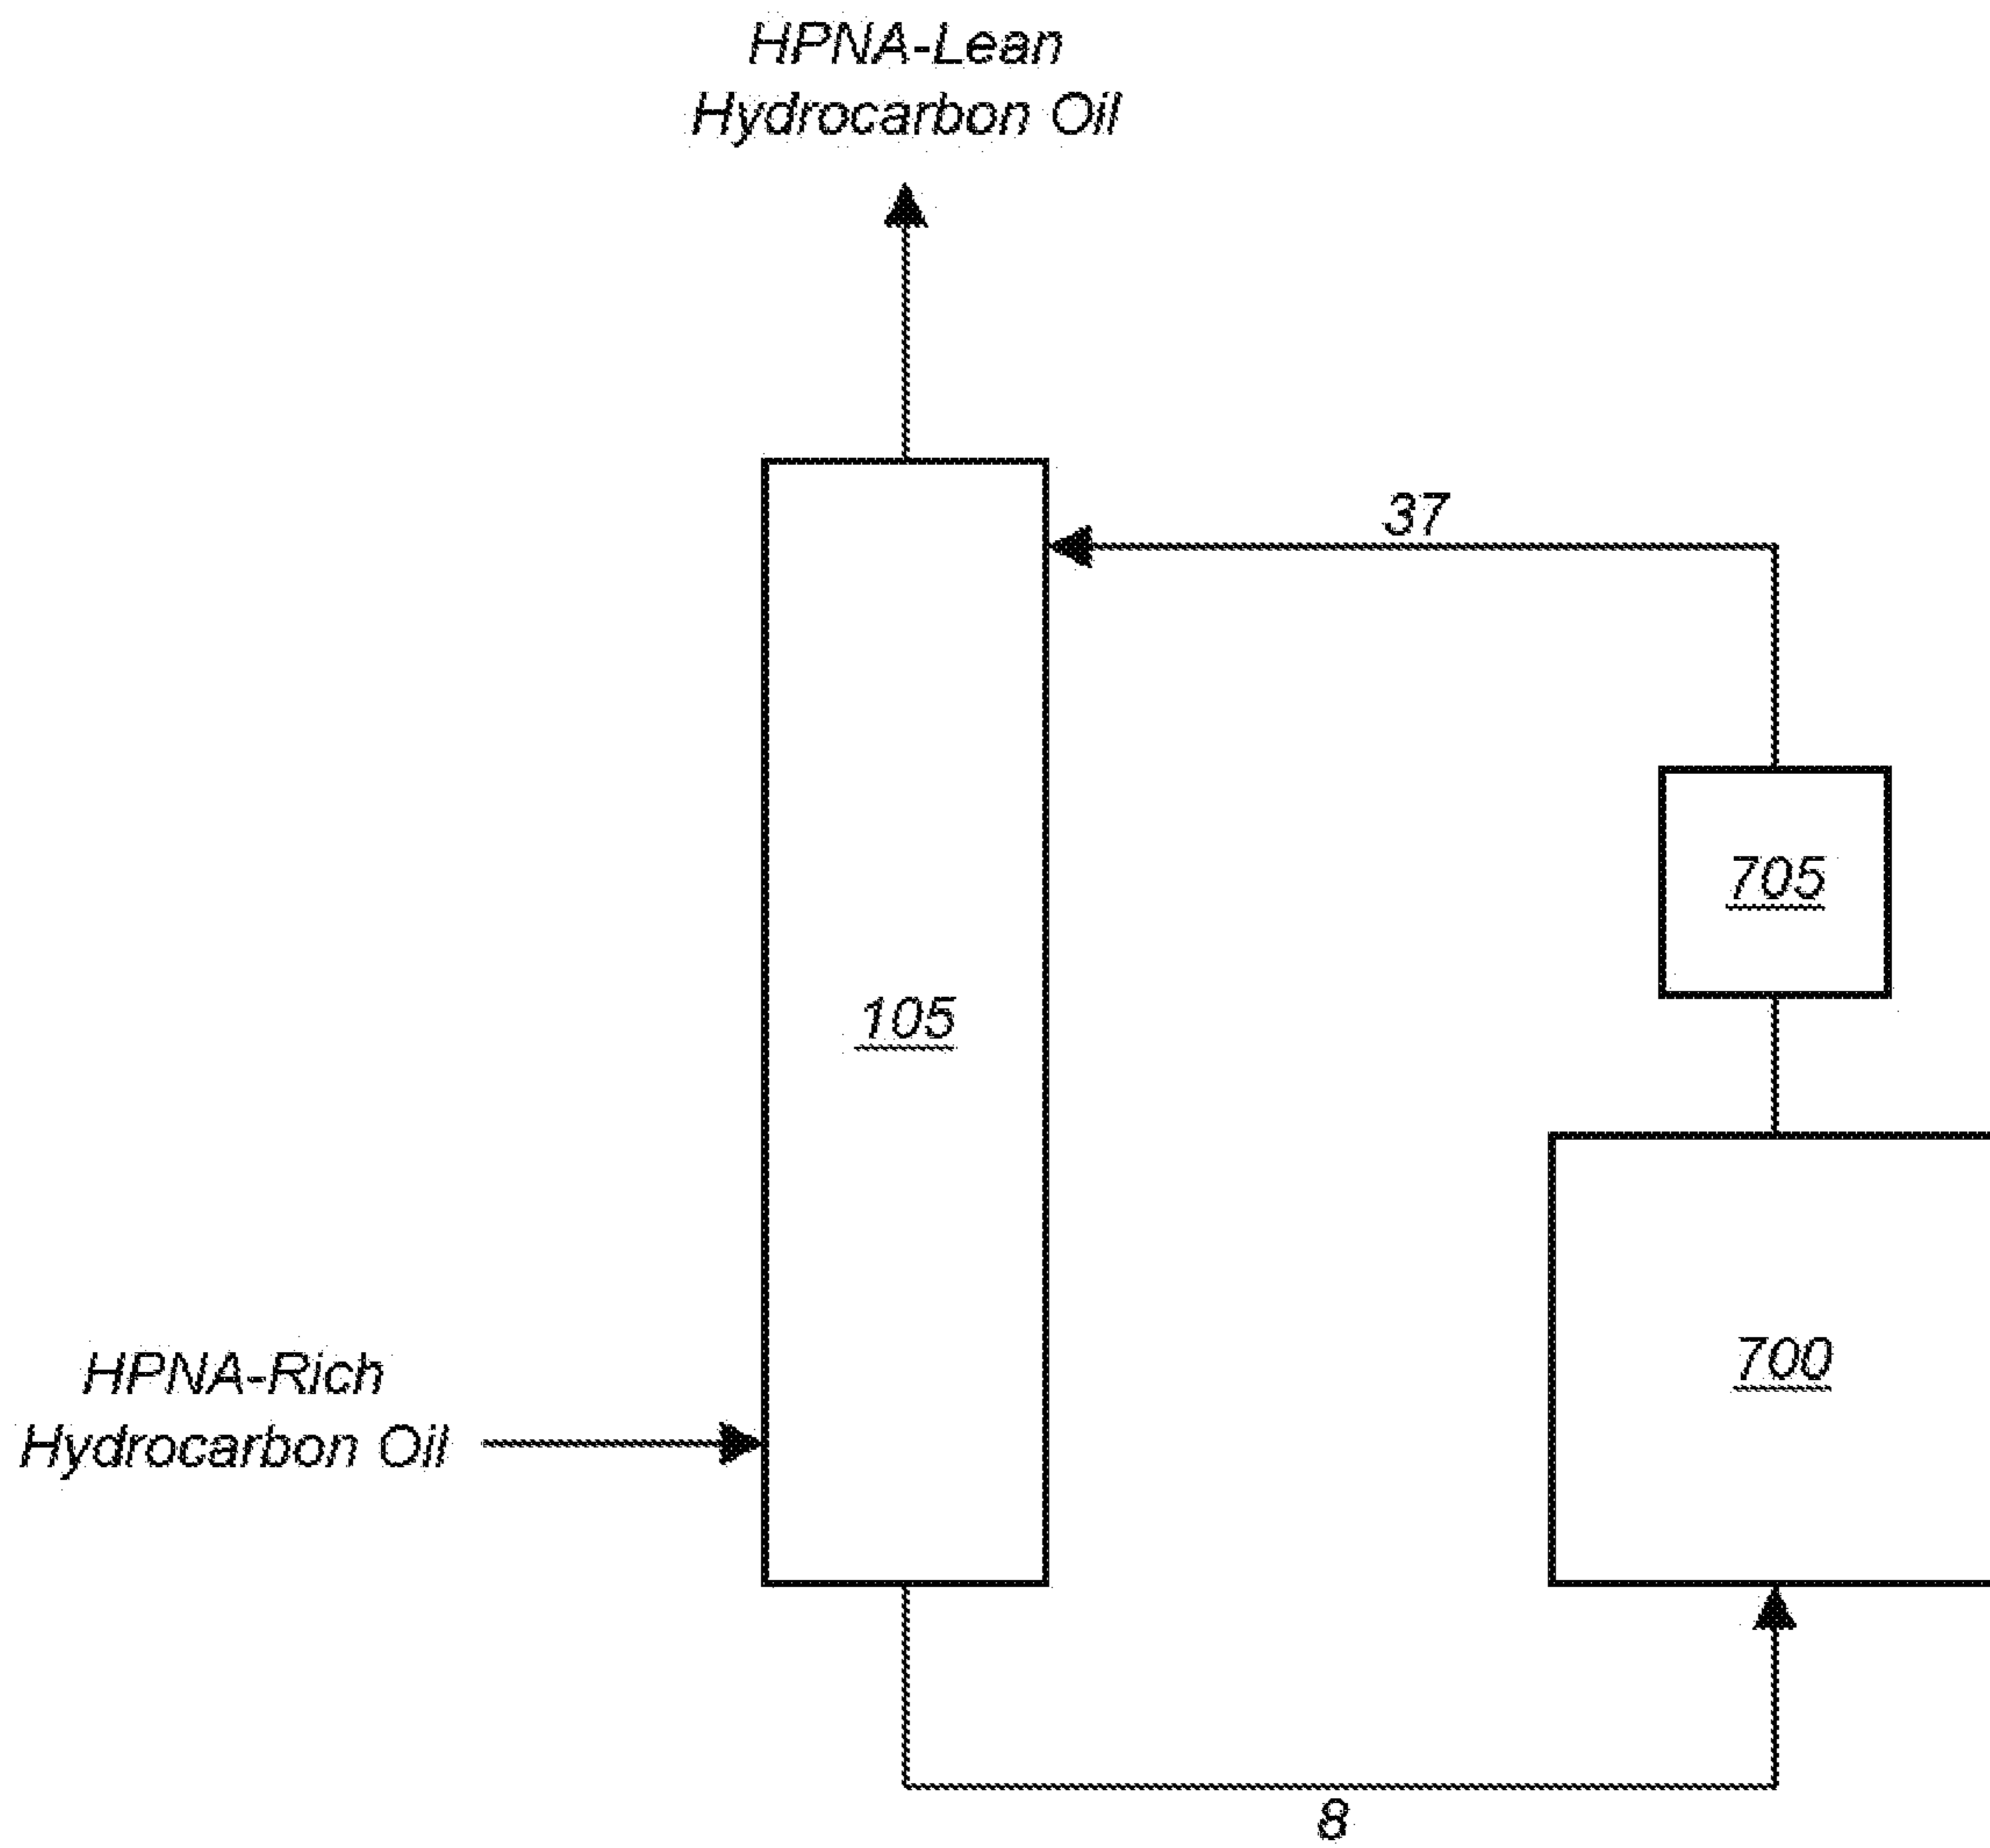 HPNA-Lean
Hydrocarbon Oil
37
705
105
HPNA-Rich
Hydrocarbon Oil
700
8